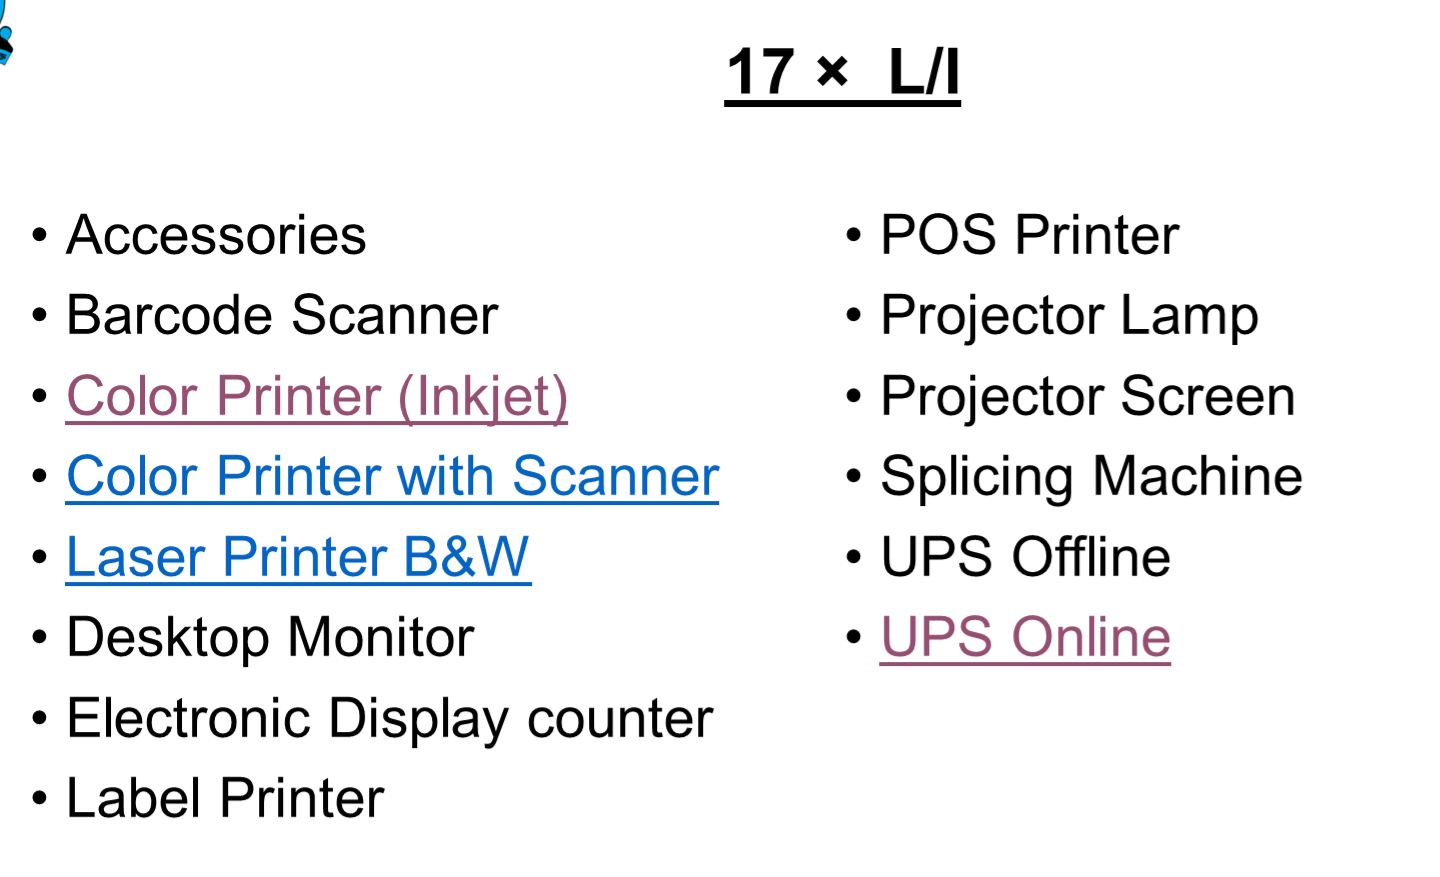 17 × L/I
• Accessories
• Barcode Scanner
• Color Printer (Inkjet)
• Color Printer with Scanner
• Laser Printer B&W
• Desktop Monitor
• Electronic Display counter
• Label Printer
• POS Printer
• Projector Lamp
• Projector Screen
• Splicing Machine
• UPS Offline
• UPS Online